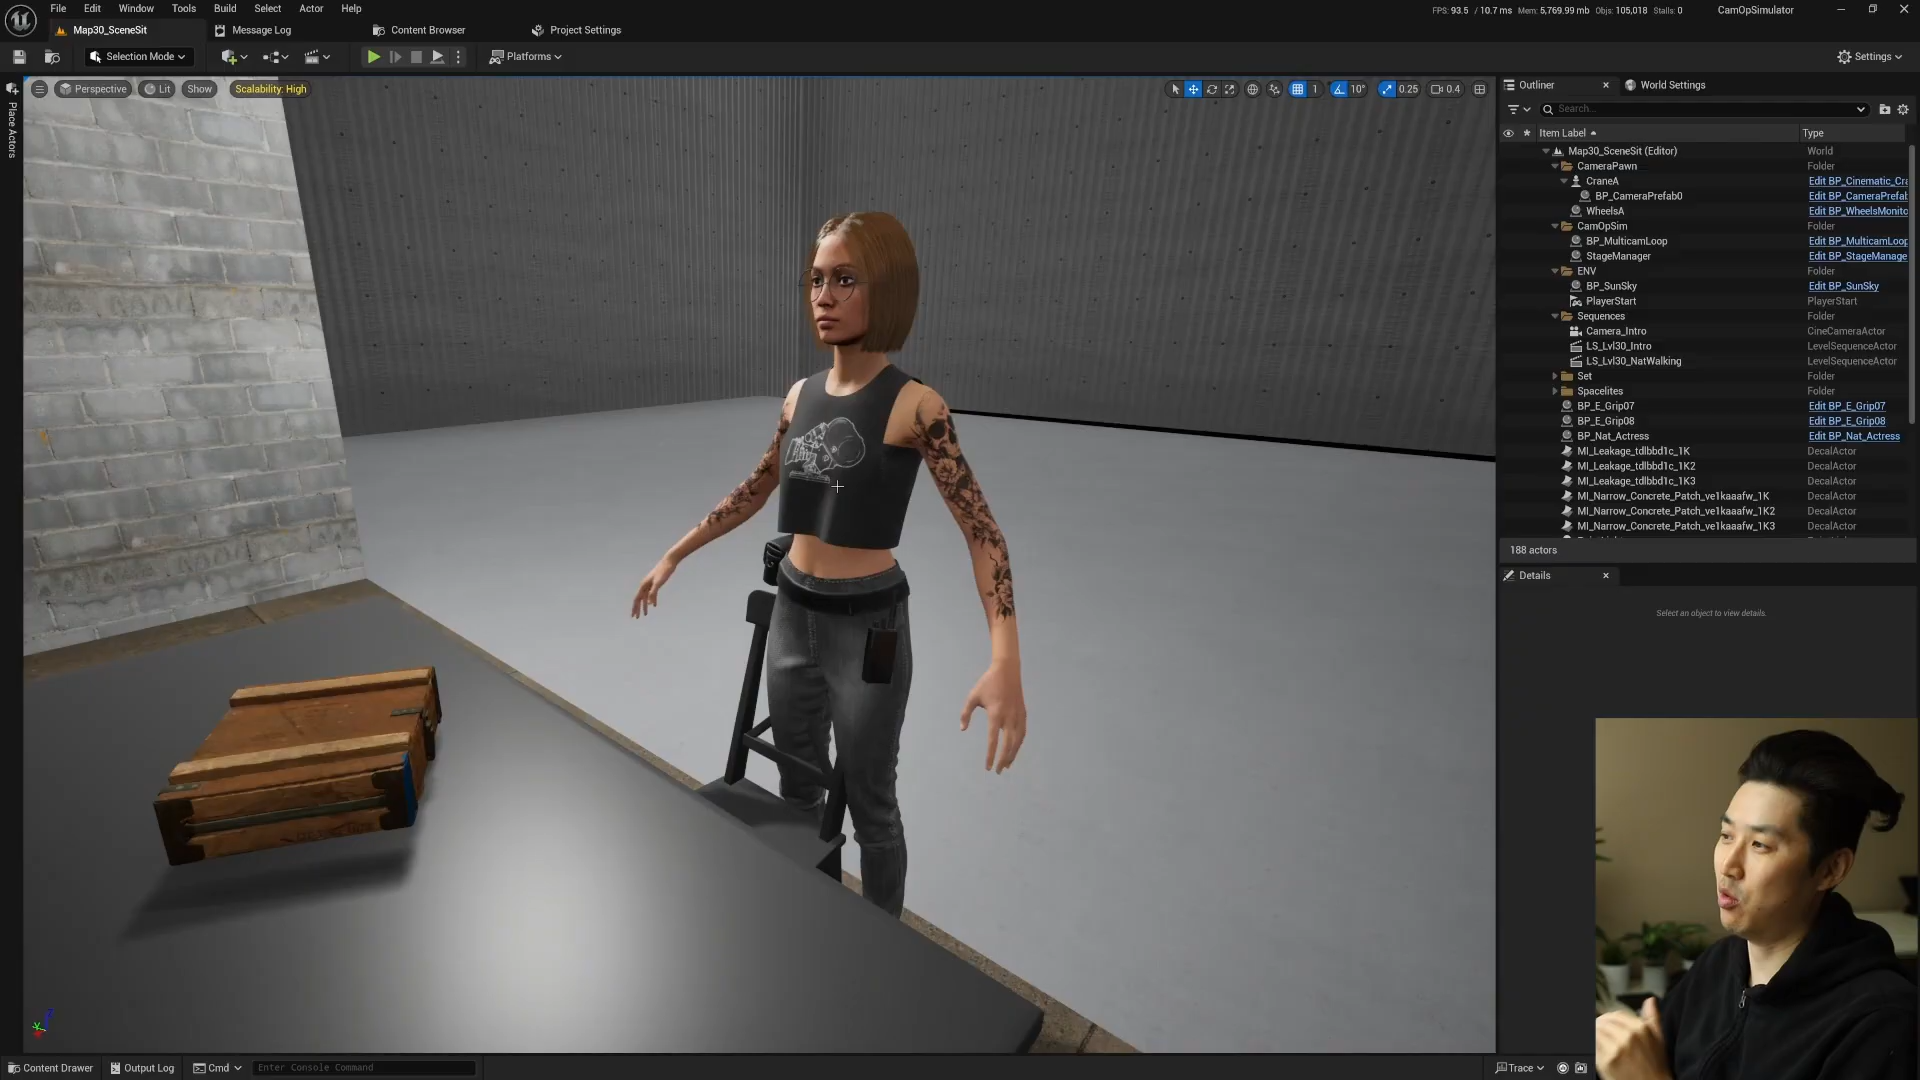 File Edit Window Tools Build Select Actor Help
FPS: 93.5 / 10.7 ms Mem: 5,769.99 mb Objs: 105,018 Stalls: 0 CamOpSimulator
Map30_SceneSit Message Log Content Browser Project Settings
Selection Mode Platforms Settings
Place Actors
Perspective Lit Show Scalability: High 1 10° 0.25 0.4
Outliner World Settings
Search...
Item Label Type
Map30_SceneSit (Editor) World
CameraPawn Folder
CraneA Edit BP_Cinematic_Cra
BP_CameraPrefab0 Edit BP_CameraPrefab
WheelsA Edit BP_WheelsMonito
CamOpSim Folder
BP_MulticamLoop Edit BP_MulticamLoop
StageManager Edit BP_StageManage
ENV Folder
BP_SunSky Edit BP_SunSky
PlayerStart PlayerStart
Sequences Folder
Camera_Intro CineCameraActor
LS_Lvl30_Intro LevelSequenceActor
LS_Lvl30_NatWalking LevelSequenceActor
Set Folder
Spacelites Folder
BP_E_Grip07 Edit BP_E_Grip07
BP_E_Grip08 Edit BP_E_Grip08
BP_Nat_Actress Edit BP_Nat_Actress
MI_Leakage_tdlbbd1c_1K DecalActor
MI_Leakage_tdlbbd1c_1K2 DecalActor
MI_Leakage_tdlbbd1c_1K3 DecalActor
MI_Narrow_Concrete_Patch_ve1kaaafw_1K DecalActor
MI_Narrow_Concrete_Patch_ve1kaaafw_1K2 DecalActor
MI_Narrow_Concrete_Patch_ve1kaaafw_1K3 DecalActor
188 actors
Details
Select an object to view details.
Content Drawer Output Log Cmd Enter Console Command Trace